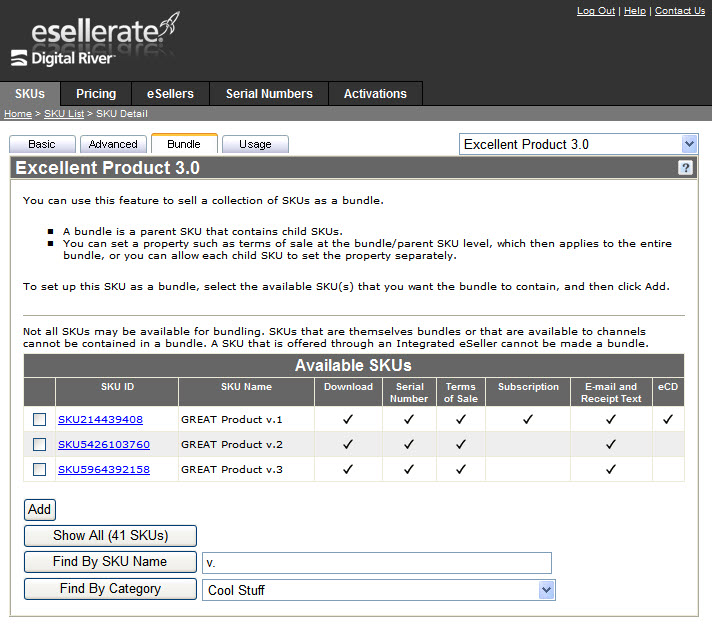 Log Out | Help | Contact Us
esellerate.
Digital River
SKUs Pricing eSellers Serial Numbers Activations
Home > SKU List > SKU Detail
Basic Advanced Bundle Usage Excellent Product 3.0
Excellent Product 3.0 ?
You can use this feature to sell a collection of SKUs as a bundle.
A bundle is a parent SKU that contains child SKUs.
You can set a property such as terms of sale at the bundle/parent SKU level, which then applies to the entire
bundle, or you can allow each child SKU to set the property separately.
To set up this SKU as a bundle, select the available SKU(s) that you want the bundle to contain, and then click Add.
Not all SKUs may be available for bundling. SKUs that are themselves bundles or that are available to channels
cannot be contained in a bundle. A SKU that is offered through an Integrated eSeller cannot be made a bundle.
Available SKUs
SKU ID SKU Name Download Serial Number Terms of Sale Subscription E-mail and Receipt Text eCD
SKU214439408 GREAT Product v.1 ✓ ✓ ✓ ✓ ✓ ✓
SKU5426103760 GREAT Product v.2 ✓ ✓ ✓ ✓
SKU5964392158 GREAT Product v.3 ✓ ✓ ✓ ✓
Add
Show All (41 SKUs)
Find By SKU Name v.
Find By Category Cool Stuff